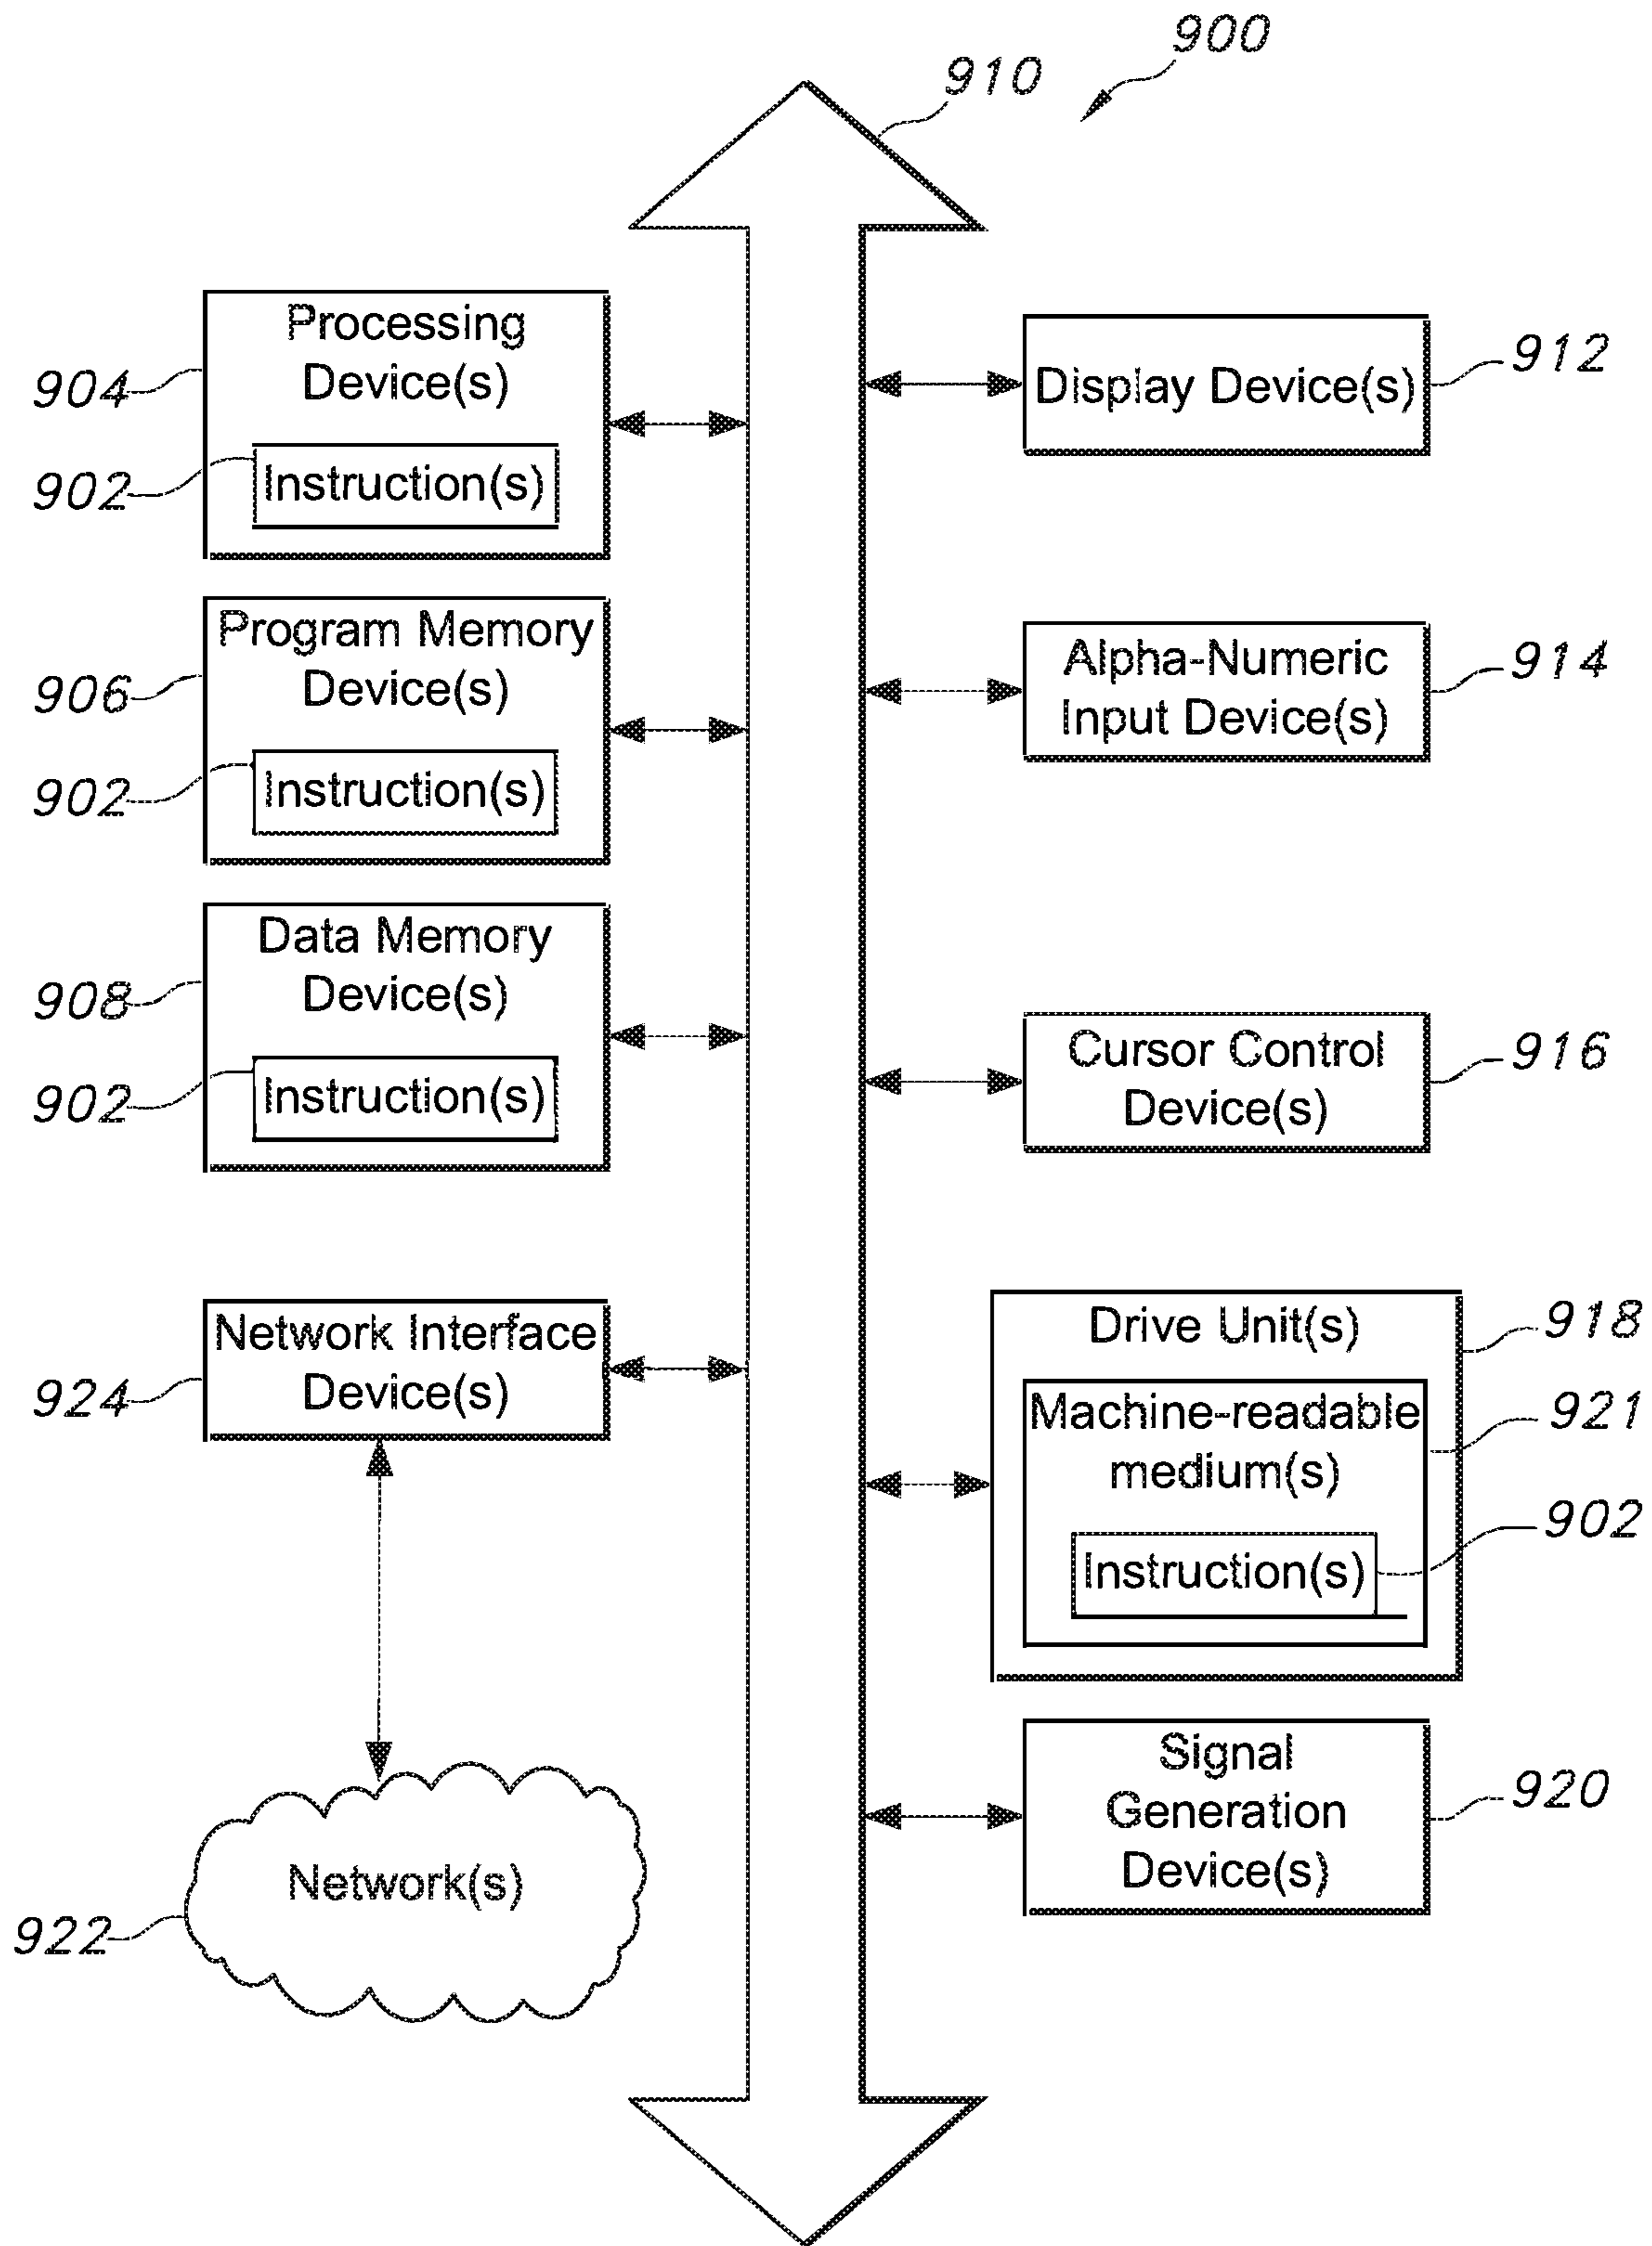 900
910
Processing
Device(s)
904
902
Instruction(s)
Program Memory
Device(s)
906
902
Instruction(s)
Data Memory
Device(s)
908
902
Instruction(s)
Network Interface
Device(s)
924
Network(s)
922
Display Device(s)
912
Alpha-Numeric
Input Device(s)
914
Cursor Control
Device(s)
916
Drive Unit(s)
918
Machine-readable
medium(s)
921
902
Instruction(s)
Signal
Generation
Device(s)
920